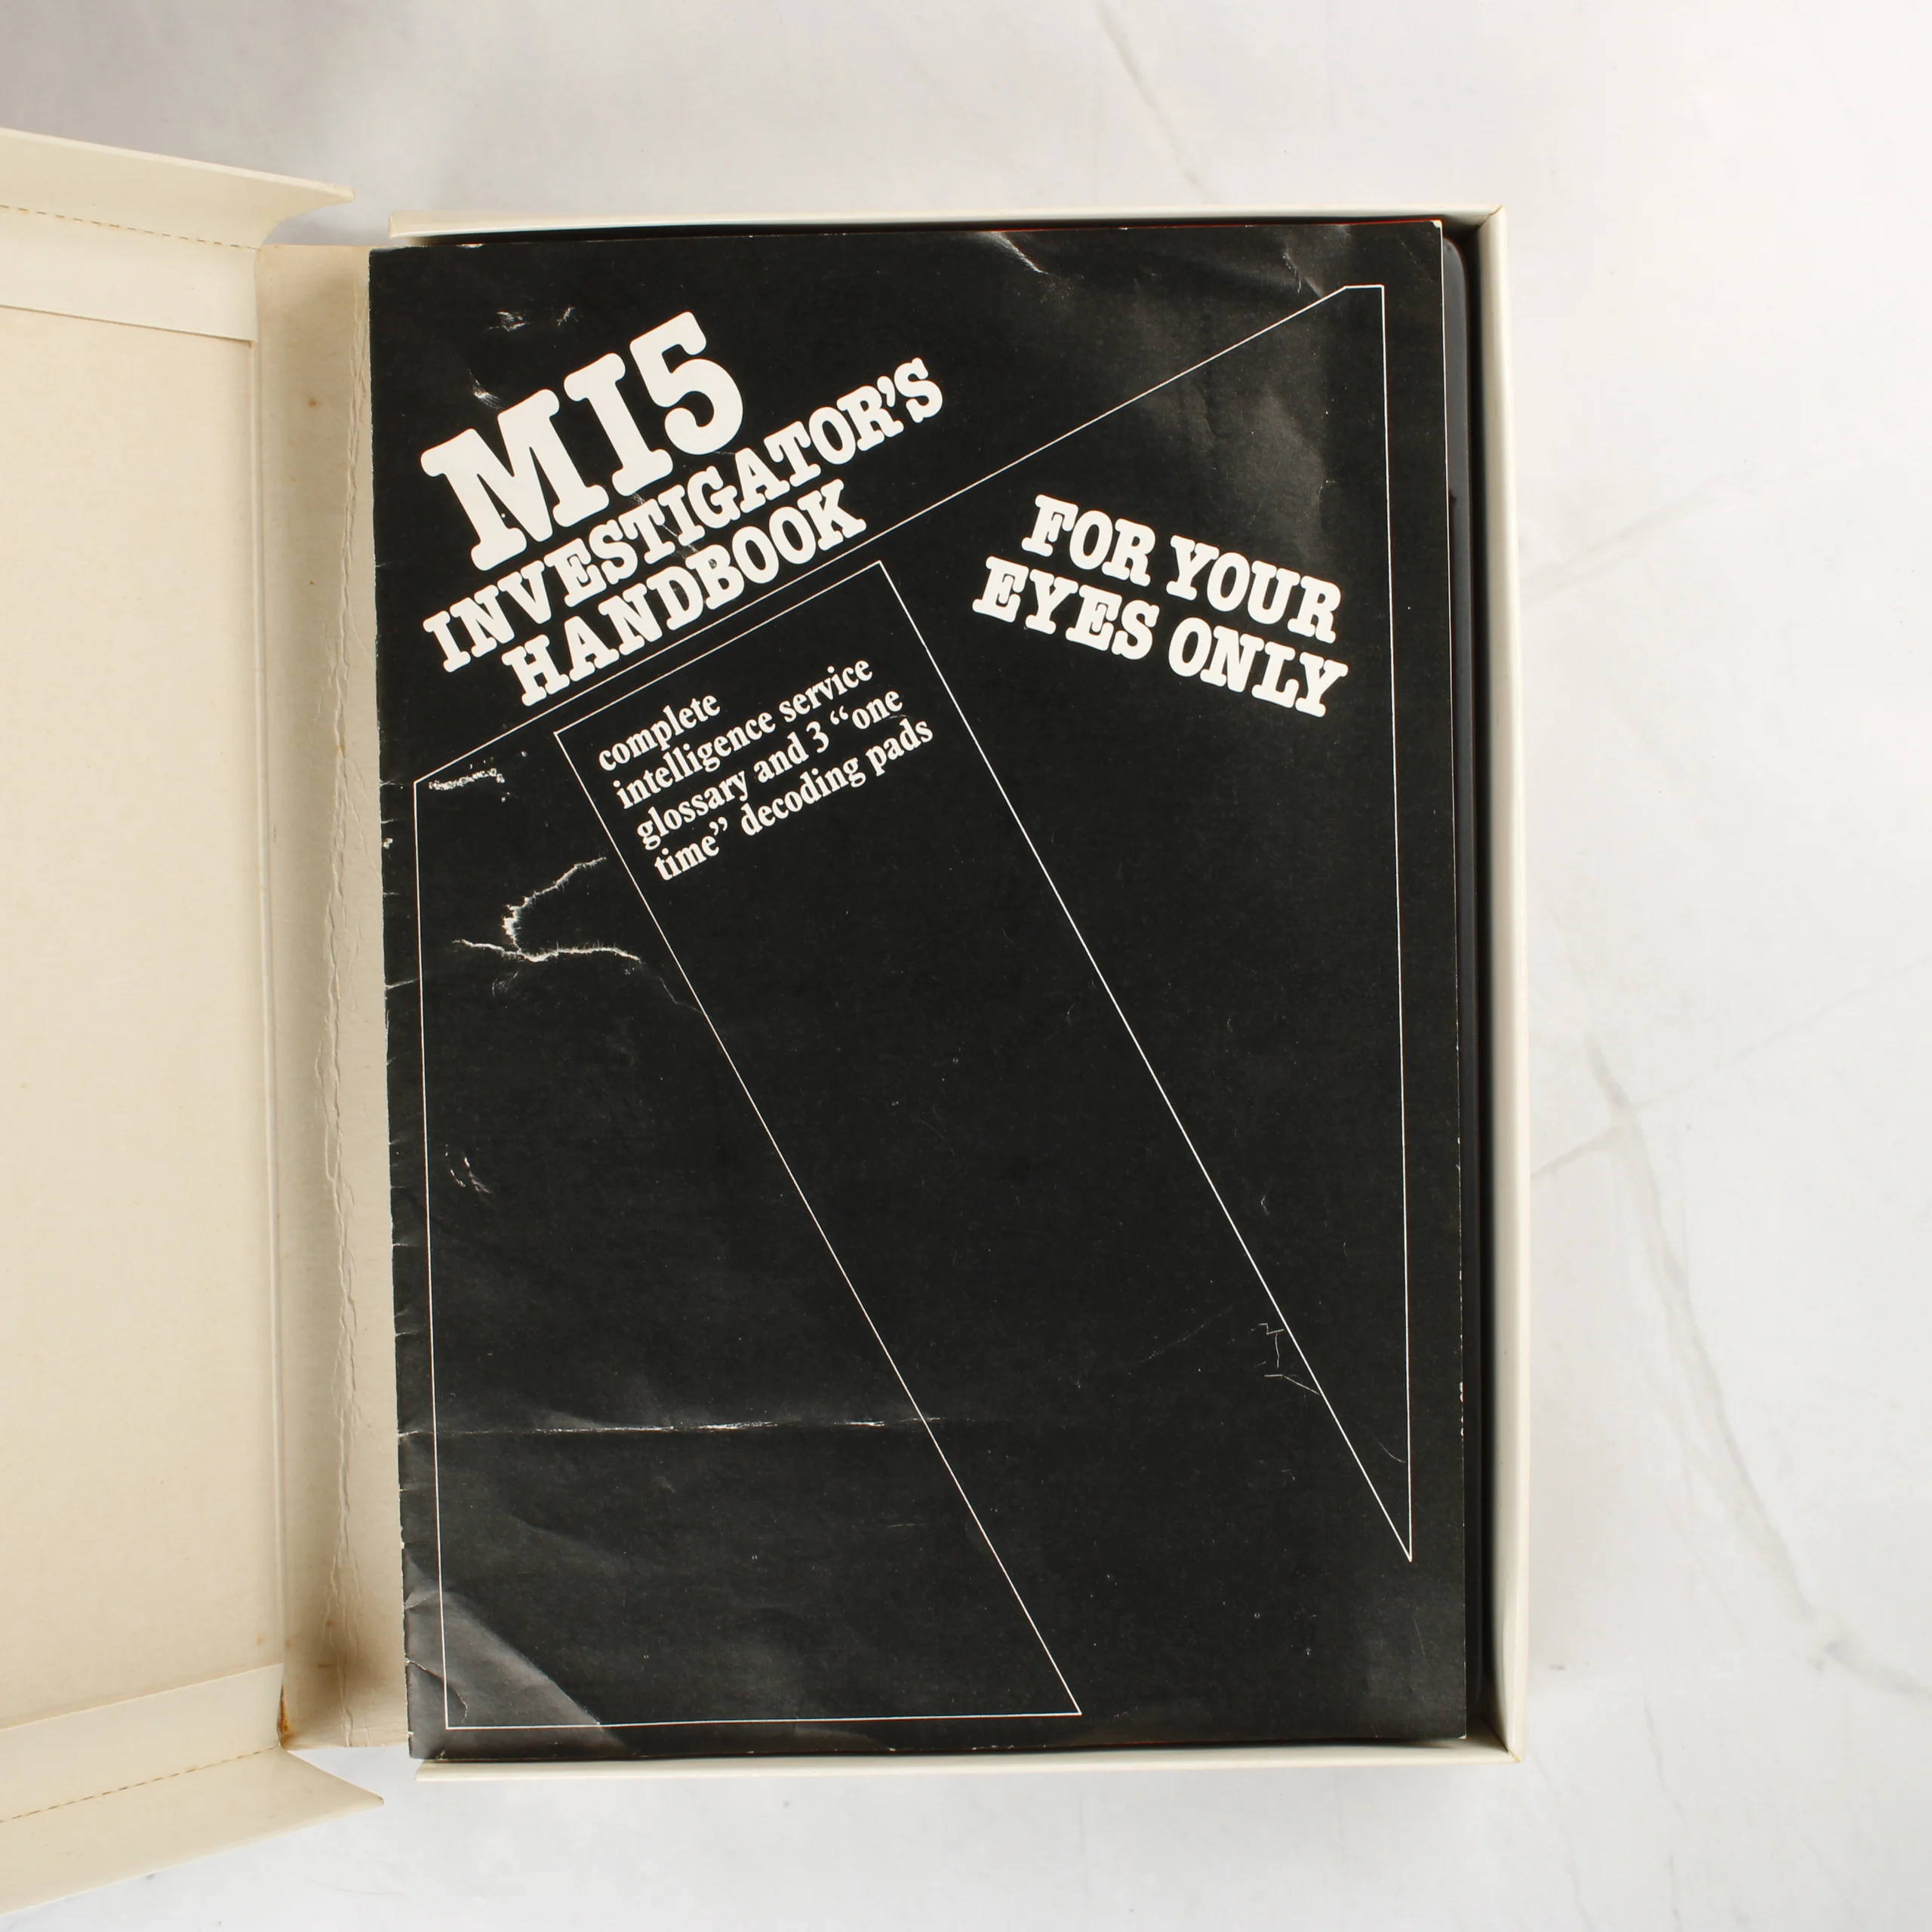 MI5
INVESTIGATOR'S
HANDBOOK
FOR YOUR
EYES ONLY
complete
intelligence service
glossary and 3 “one
time” decoding pads